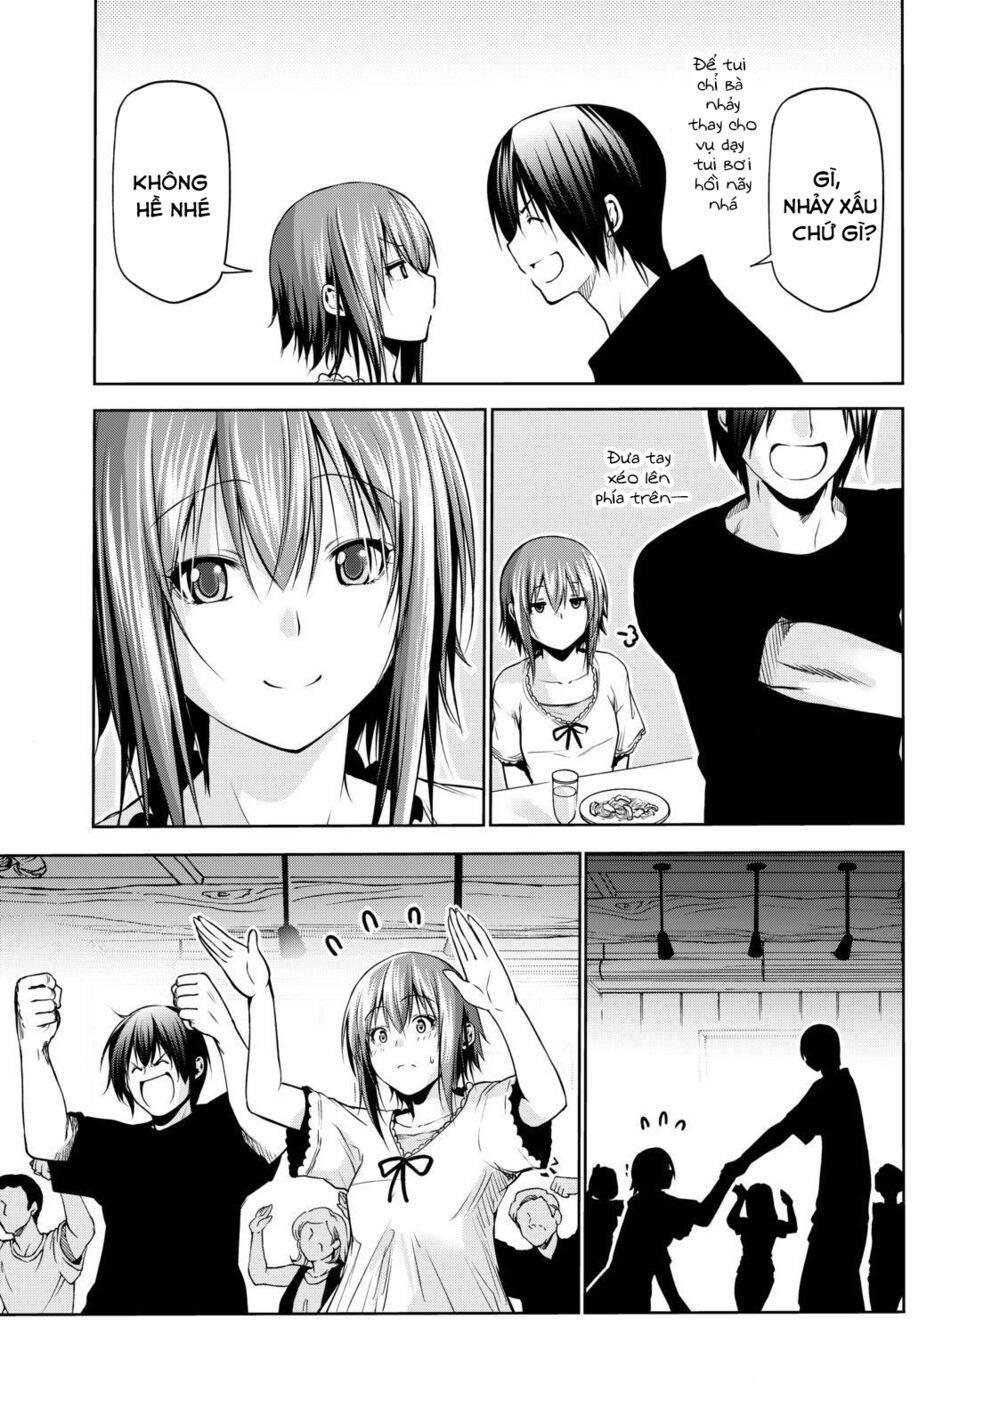 GÌ,
NHẢY XẤU
CHỨ GÌ?
Để tui
chỉ bà
nhảy
thay cho
vụ dạy
tui bơi
hồi nãy
nhá
KHÔNG
HỀ NHÉ
Đưa tay
xéo lên
phía trên—